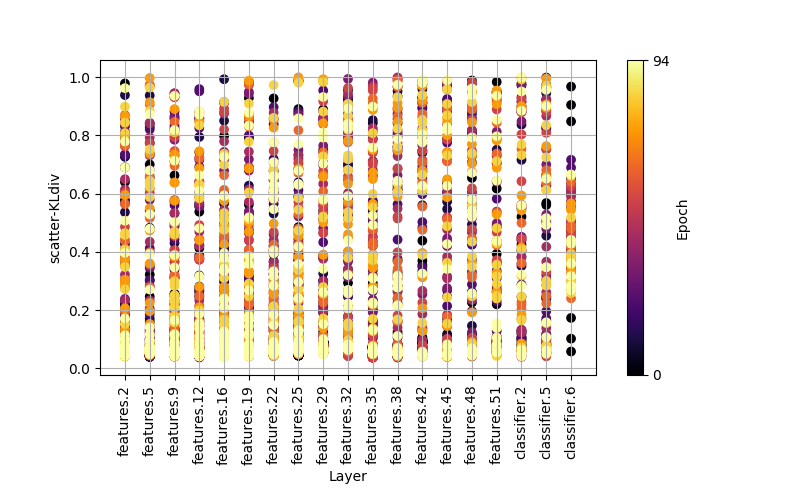 1.0
0.8
0.6
0.4
0.2
0.0
scatter-KLdiv
features.2
features.5
features.9
features.12
features.16
features.19
features.22
features.25
features.29
features.32
features.35
features.38
features.42
features.45
features.48
features.51
classifier.2
classifier.5
classifier.6
Layer
94
0
Epoch